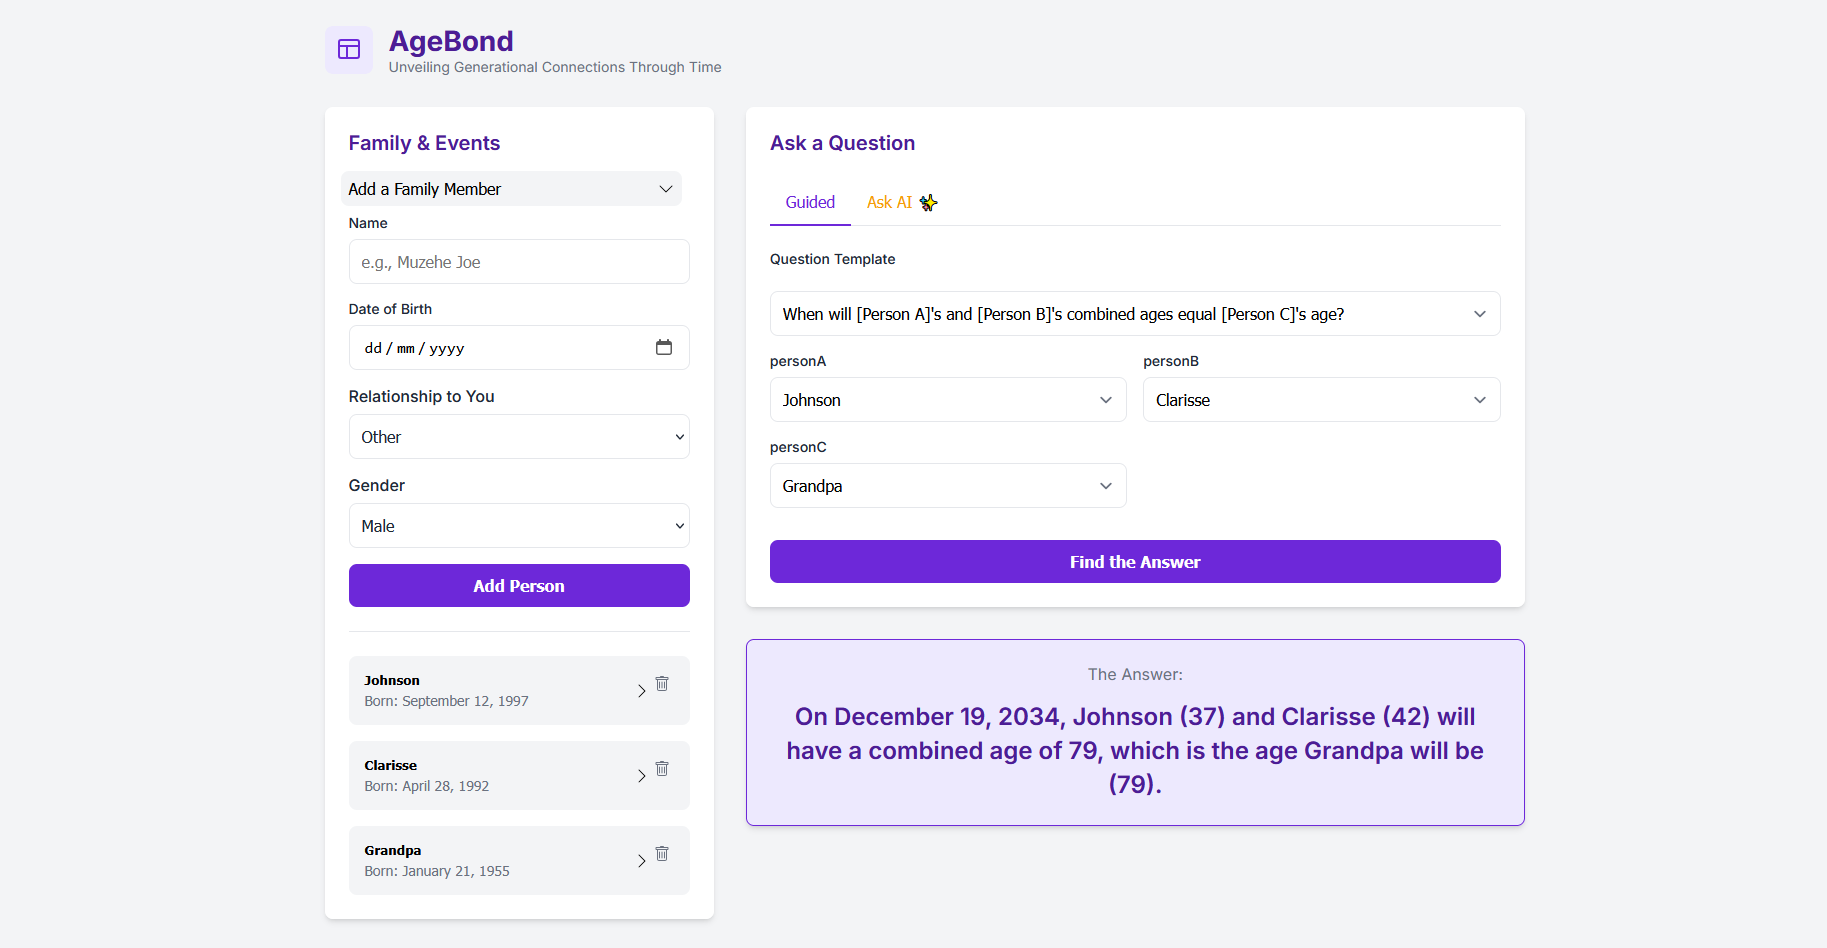 AgeBond
Unveiling Generational Connections Through Time
Family & Events
Add a Family Member
Name
e.g., Muzehe Joe
Date of Birth
dd / mm / yyyy
Relationship to You
Other
Gender
Male
Add Person
Johnson
Born: September 12, 1997
Clarisse
Born: April 28, 1992
Grandpa
Born: January 21, 1955
Ask a Question
Guided
Ask AI ✨
Question Template
When will [Person A]'s and [Person B]'s combined ages equal [Person C]'s age?
personA
personB
Johnson
Clarisse
personC
Grandpa
Find the Answer
The Answer:
On December 19, 2034, Johnson (37) and Clarisse (42) will
have a combined age of 79, which is the age Grandpa will be
(79).